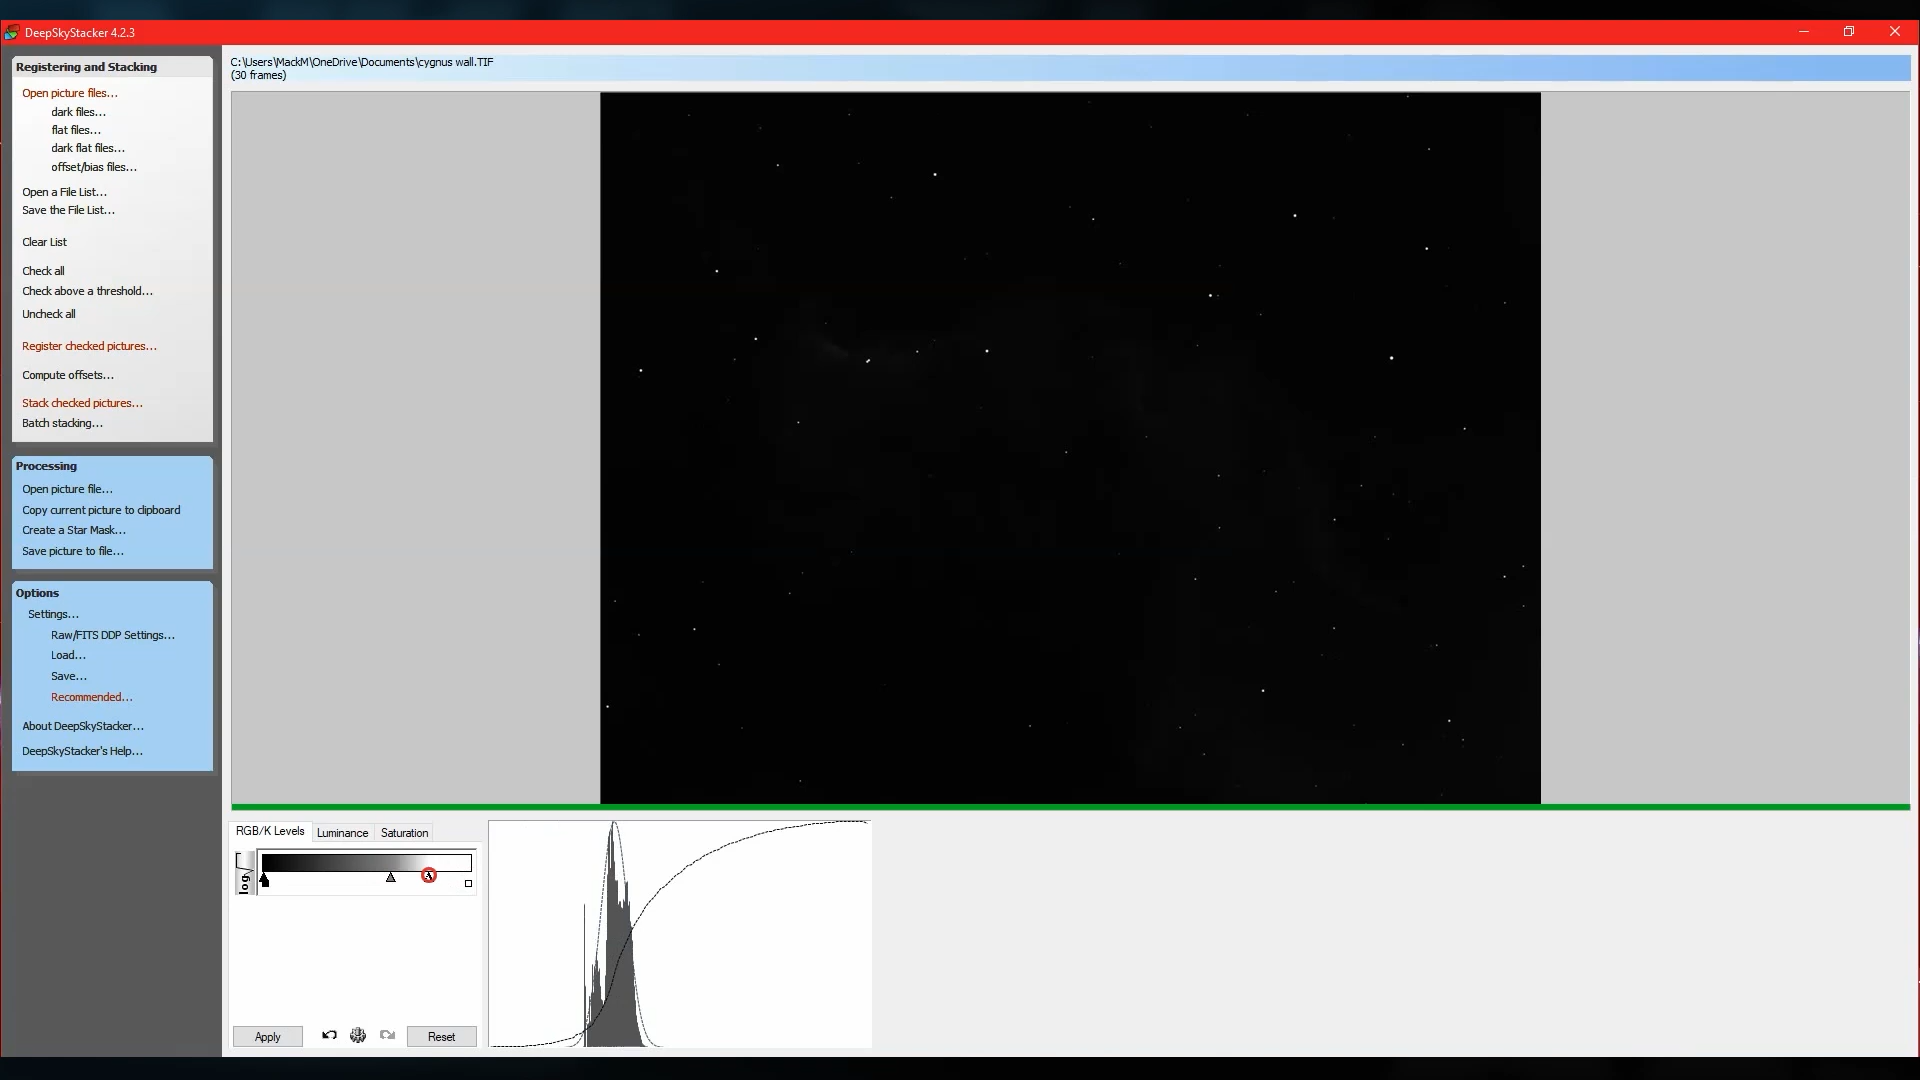 DeepSkyStacker 4.2.3
Registering and Stacking
Open picture files...
dark files...
flat files...
dark flat files...
offset/bias files...
Open a File List...
Save the File List...
Clear List
Check all
Check above a threshold...
Uncheck all
Register checked pictures...
Compute offsets...
Stack checked pictures...
Batch stacking...
Processing
Open picture file...
Copy current picture to clipboard
Create a Star Mask...
Save picture to file...
Options
Settings...
Raw/FITS DDP Settings...
Load...
Save...
Recommended...
About DeepSkyStacker...
DeepSkyStacker's Help...
C:\Users\MackM\OneDrive\Documents\cygnus wall.TIF
(30 frames)
RGB/K Levels Luminance Saturation
log
Apply Reset